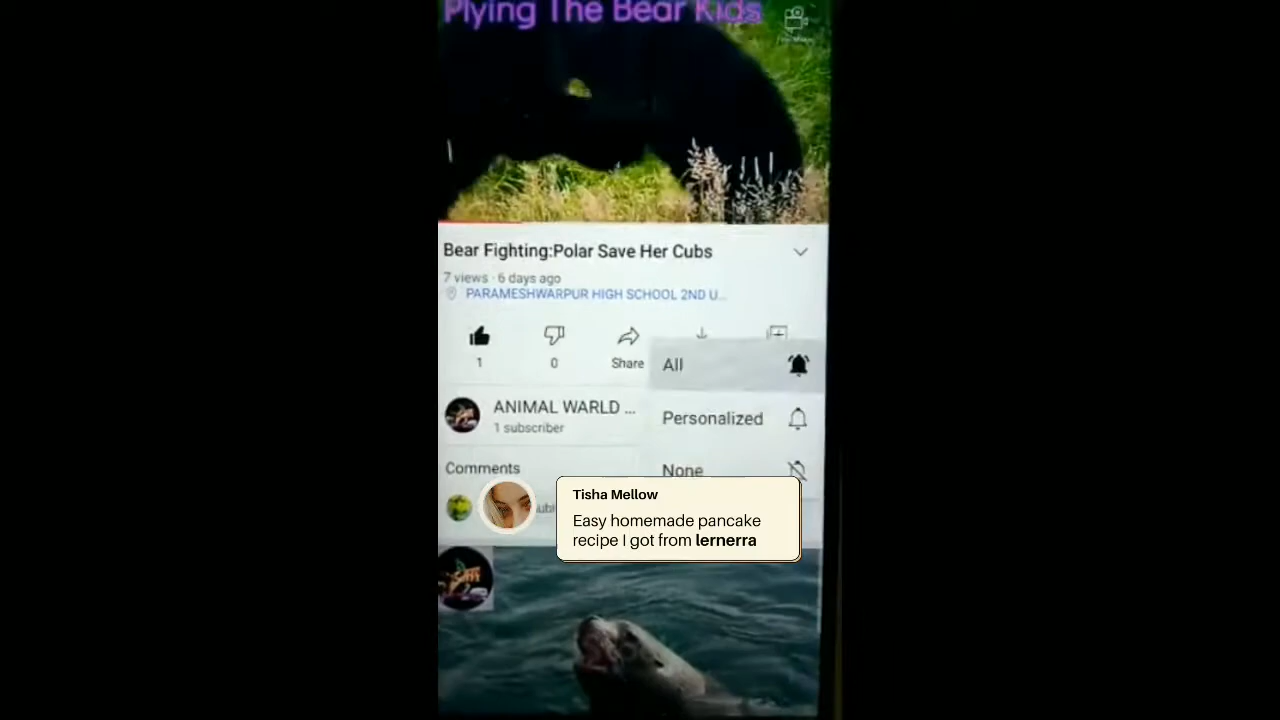 Plying The Bear Kids
Bear Fighting:Polar Save Her Cubs
7 views · 6 days ago
PARAMESHWARPUR HIGH SCHOOL 2ND U...
1
0
Share
All
ANIMAL WARLD ...
1 subscriber
Personalized
Comments
None
Tisha Mellow
Easy homemade pancake
recipe I got from lernerra